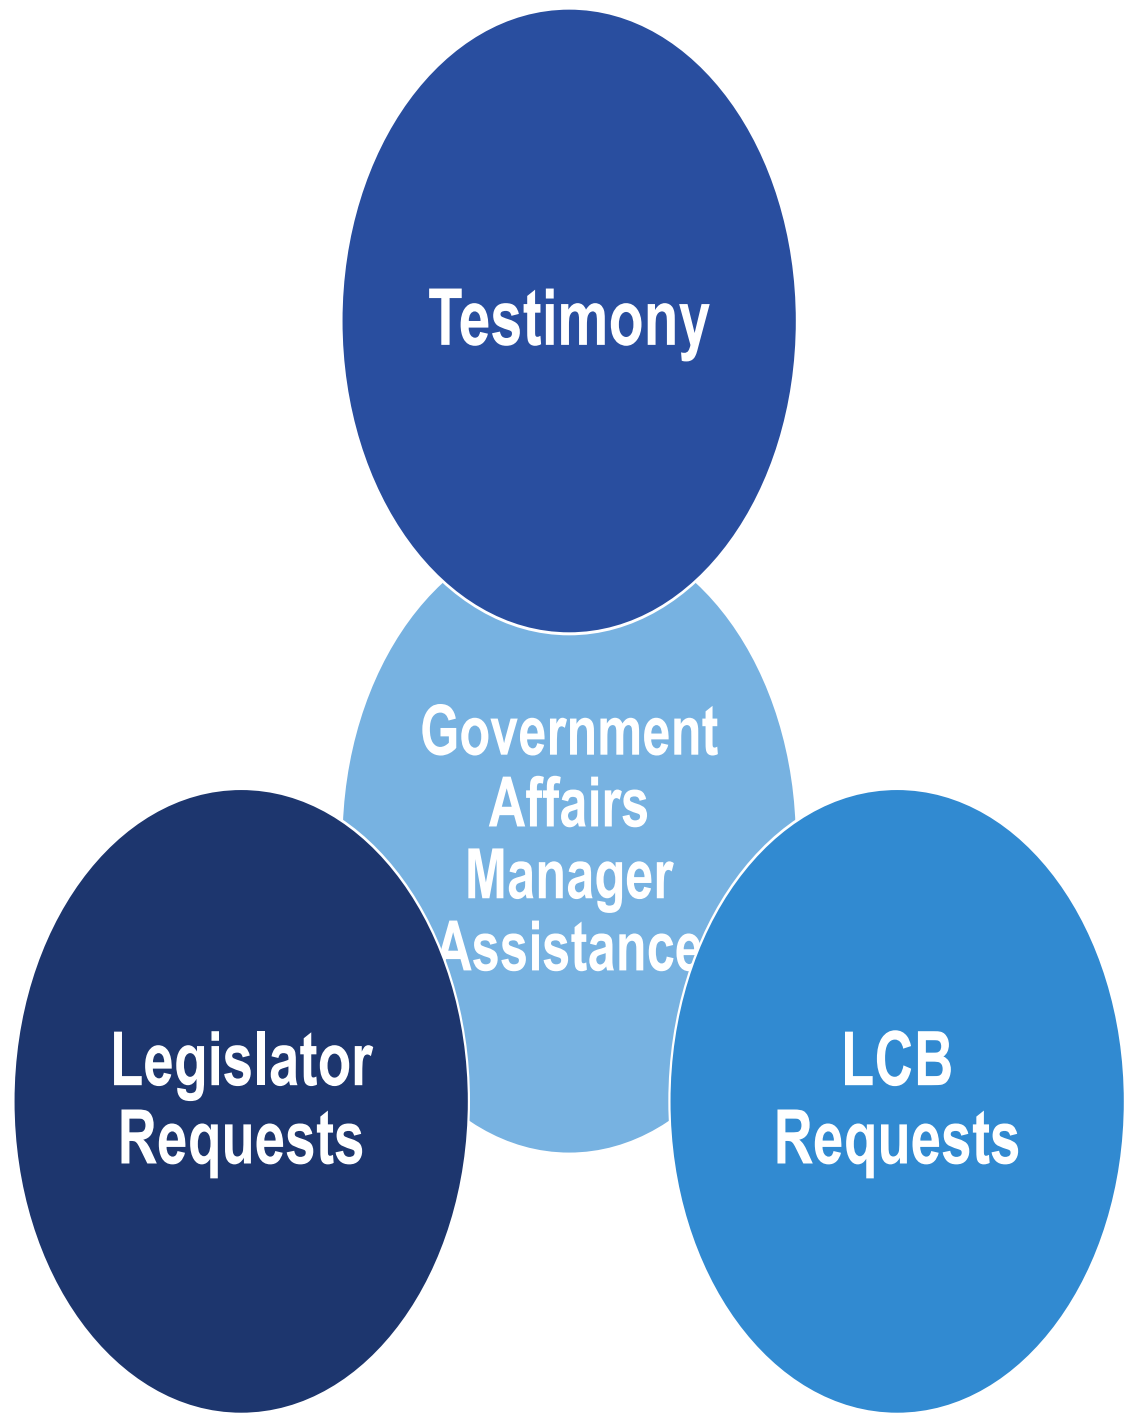 Testimony
Government
Affairs
Manager
Assistance
Legislator
Requests
LCB
Requests